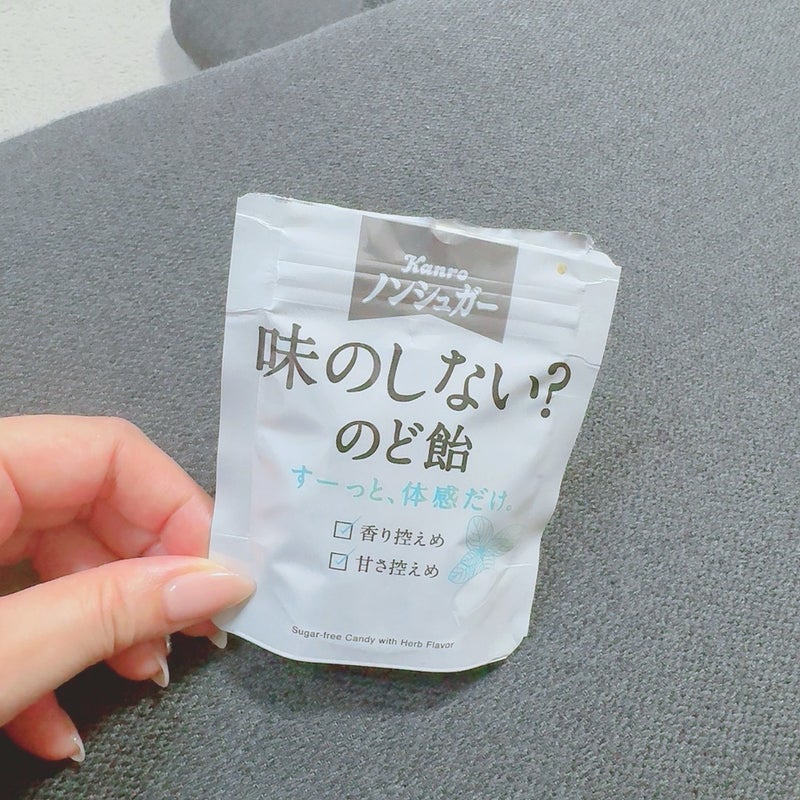 Kanro
ノンシュガー
味のしない?
のど飴
すーっと、体感だけ。
香り控えめ
甘さ控えめ
Sugar-free Candy with Herb Flavor